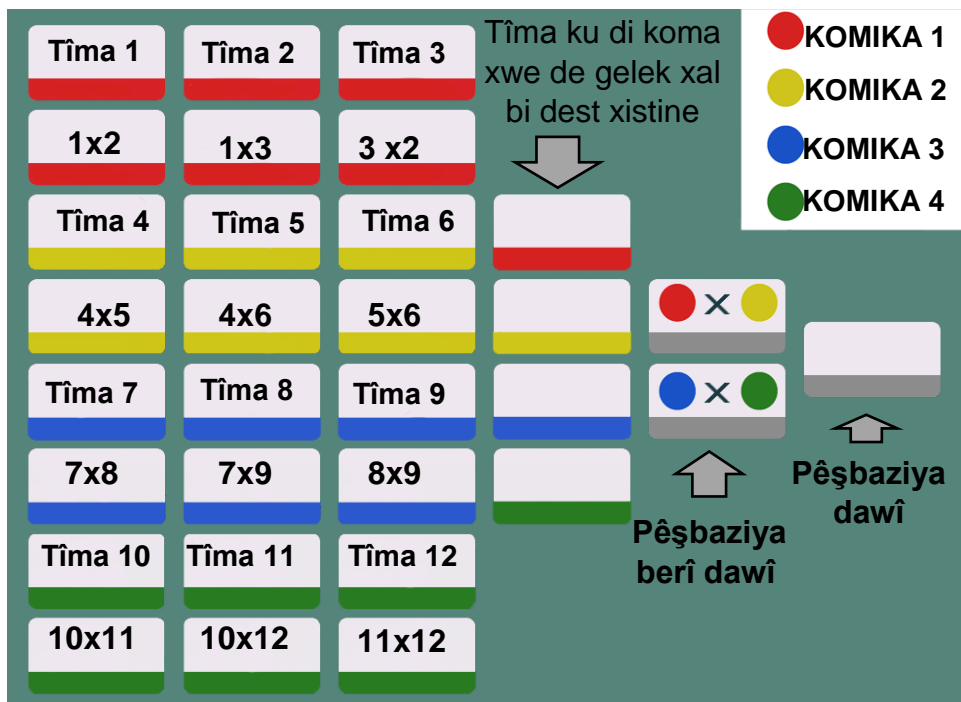 Tîma 1
Tîma 2
Tîma 3
1x2
1x3
3 x2
Tîma 4
Tîma 5
Tîma 6
4x5
4x6
5x6
Tîma 7
Tîma 8
Tîma 9
7x8
7x9
8x9
Tîma 10
Tîma 11
Tîma 12
10x11
10x12
11x12
Tîma ku di koma
xwe de gelek xal
bi dest xistine
KOMIKA 1
KOMIKA 2
KOMIKA 3
KOMIKA 4
X
X
Pêşbaziya
berî dawî
Pêşbaziya
dawî